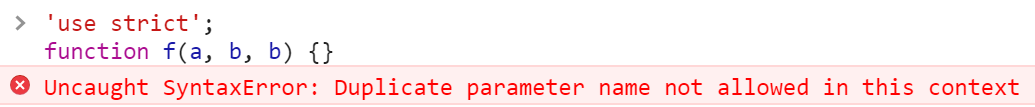 'use strict';
function f(a, b, b) {}
Uncaught SyntaxError: Duplicate parameter name not allowed in this context